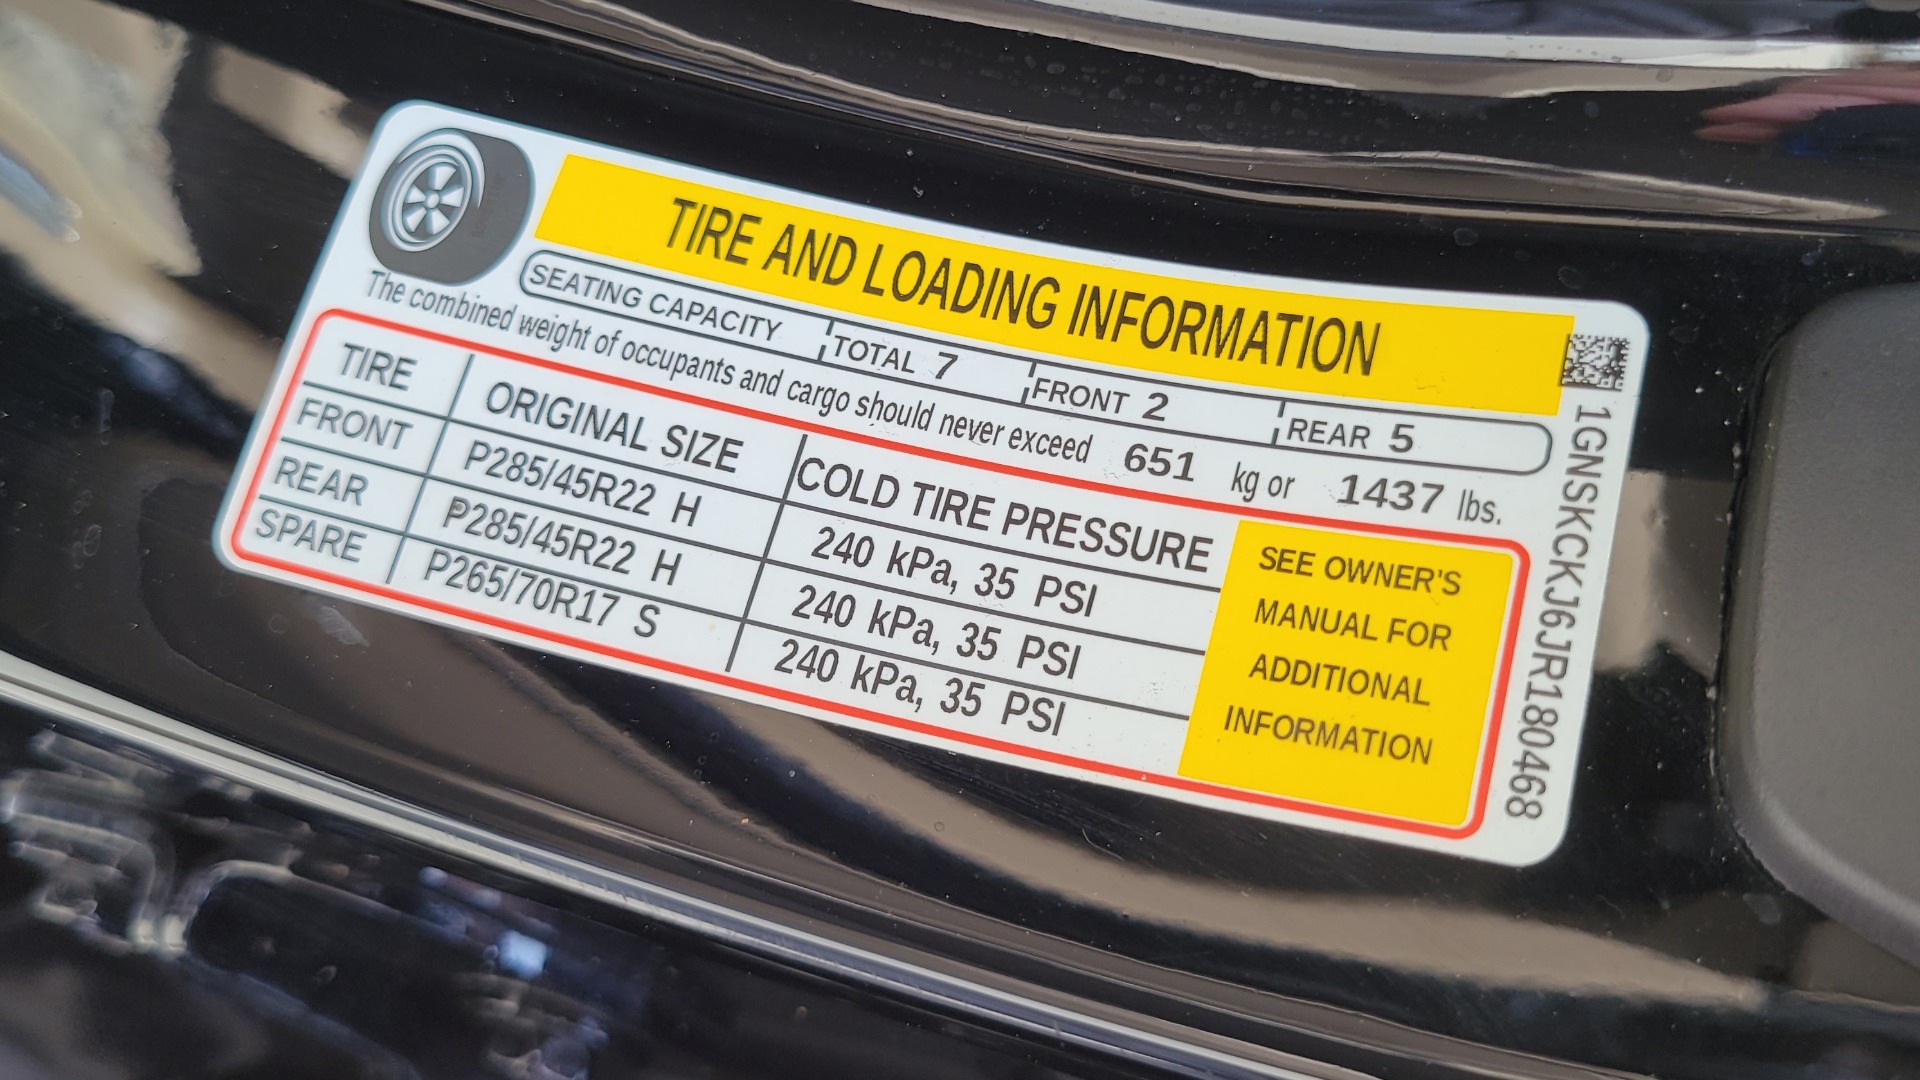 TIRE AND LOADING INFORMATION
SEATING CAPACITY TOTAL 7 FRONT 2 REAR 5
The combined weight of occupants and cargo should never exceed 651 kg or 1437 lbs.
TIRE ORIGINAL SIZE COLD TIRE PRESSURE
FRONT P285/45R22 H 240 kPa, 35 PSI
REAR P285/45R22 H 240 kPa, 35 PSI
SPARE P265/70R17 S 240 kPa, 35 PSI
SEE OWNER'S
MANUAL FOR
ADDITIONAL
INFORMATION
1GNSKCKJ6JR180468